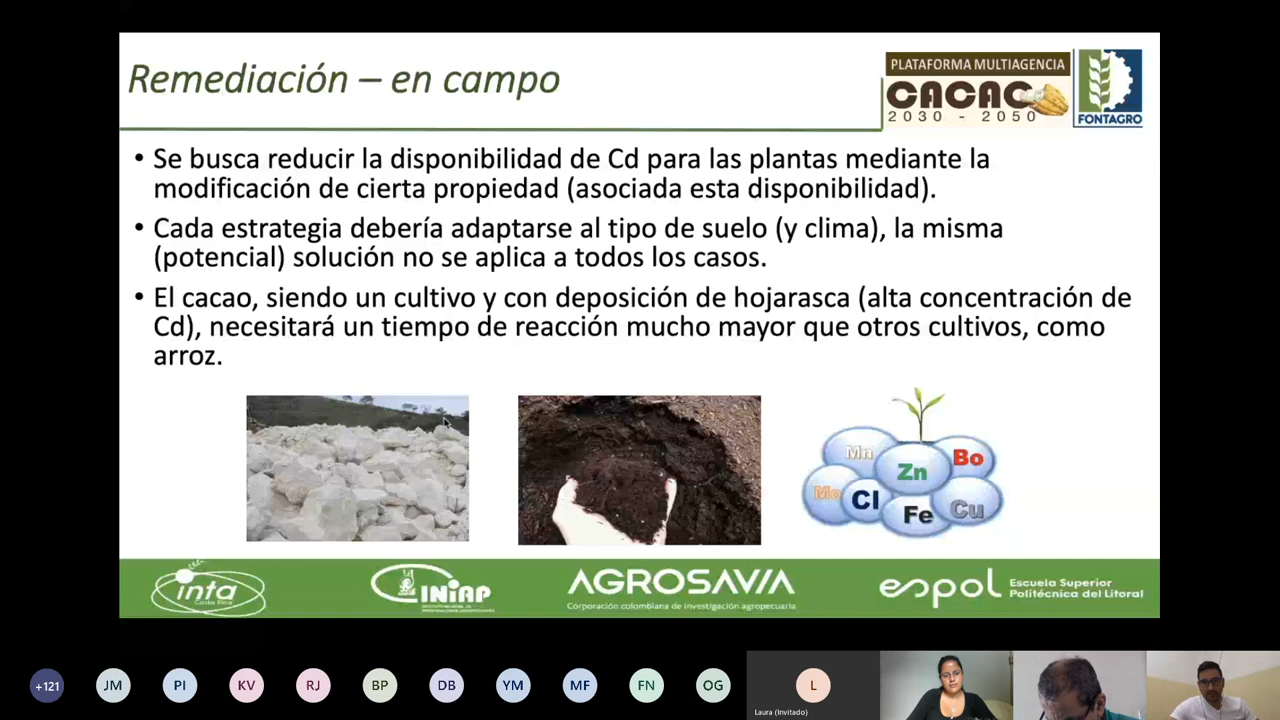 Remediación – en campo
PLATAFORMA MULTIAGENCIA
CACAO
2030 - 2050
FONTAGRO
• Se busca reducir la disponibilidad de Cd para las plantas mediante la
modificación de cierta propiedad (asociada esta disponibilidad).
• Cada estrategia debería adaptarse al tipo de suelo (y clima), la misma
(potencial) solución no se aplica a todos los casos.
• El cacao, siendo un cultivo y con deposición de hojarasca (alta concentración de
Cd), necesitará un tiempo de reacción mucho mayor que otros cultivos, como
arroz.
Mn
Zn
Bo
Mo
Cl
Fe
Cu
inta
Costa Rica
INIAP
AGROSAVIA
Corporación colombiana de investigación agropecuaria
espol
Escuela Superior
Politécnica del Litoral
+121
JM
PI
KV
RJ
BP
DB
YM
MF
FN
OG
L
Laura (Invitado)